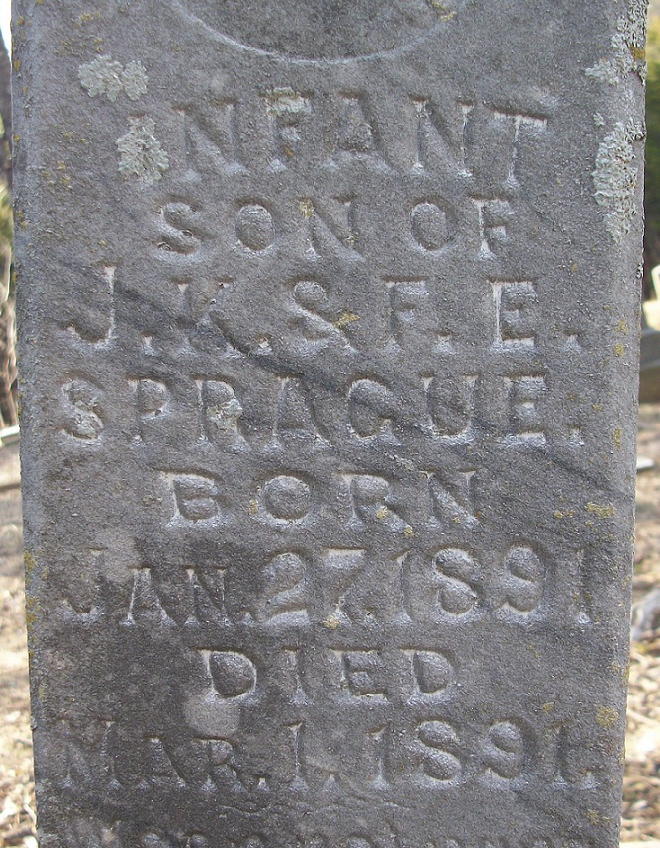 INFANT
SON OF
J.K.&F.E.
SPRAGUE.
BORN
JAN.27.1891
DIED
MAR.1.1891.